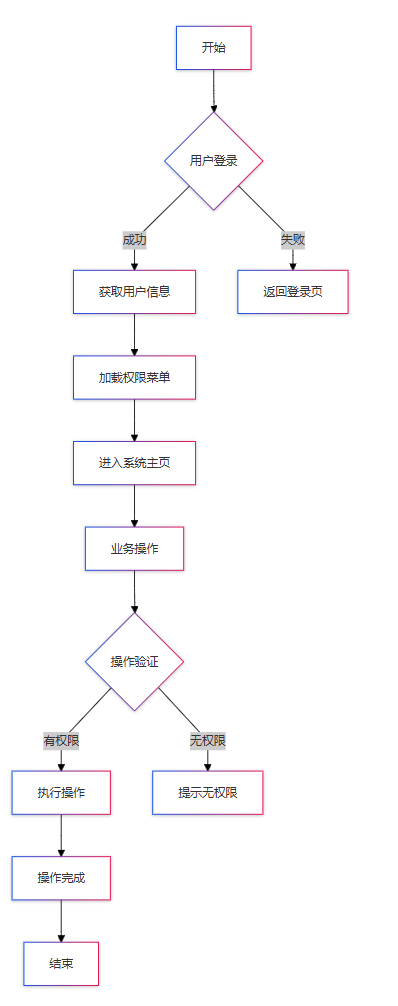 开始
用户登录
成功
失败
获取用户信息
返回登录页
加载权限菜单
进入系统主页
业务操作
操作验证
有权限
无权限
执行操作
提示无权限
操作完成
结束